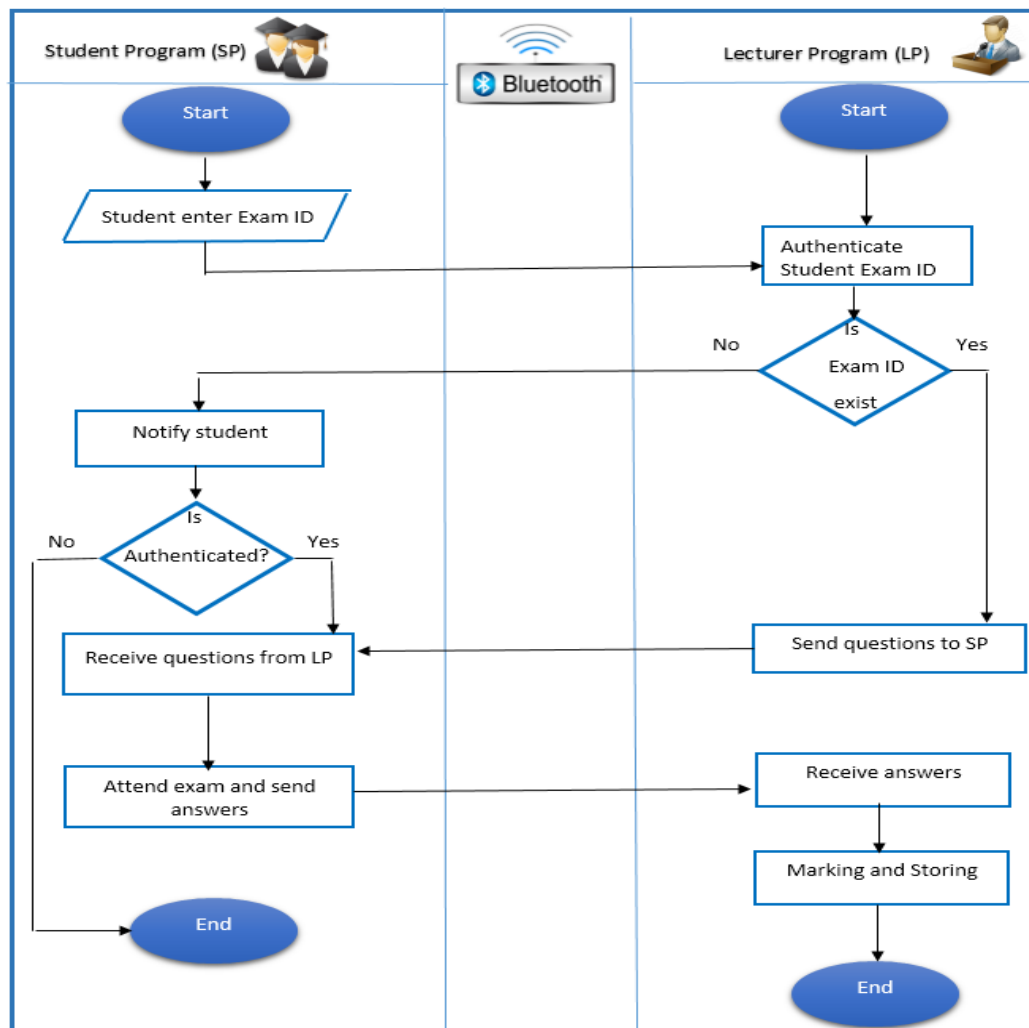 Student Program (SP)
Bluetooth
Lecturer Program (LP)
Start
Start
Student enter Exam ID
Authenticate
Student Exam ID
Is
Exam ID
exist
No
Yes
Notify student
Is
Authenticated?
No
Yes
Receive questions from LP
Send questions to SP
Attend exam and send
answers
Receive answers
Marking and Storing
End
End